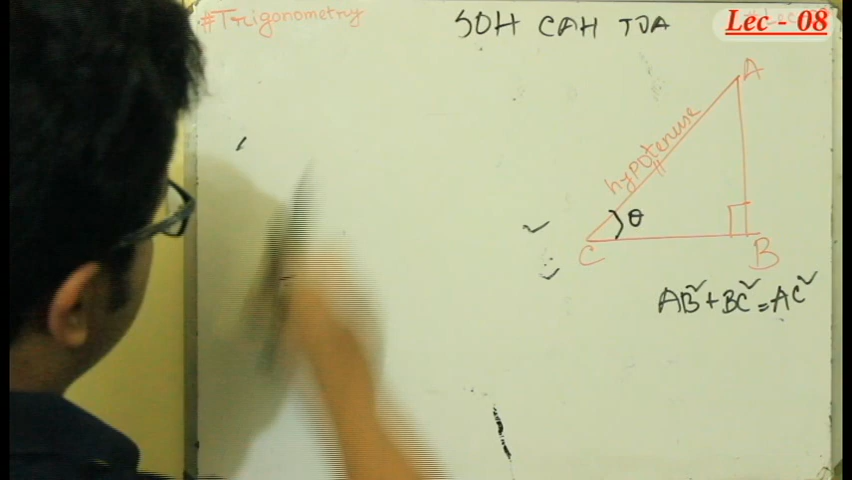 #Trigonometry
SOH CAH TOA
Lec - 08
A
hypotenuse
θ
C
B
AB²+BC²=AC²